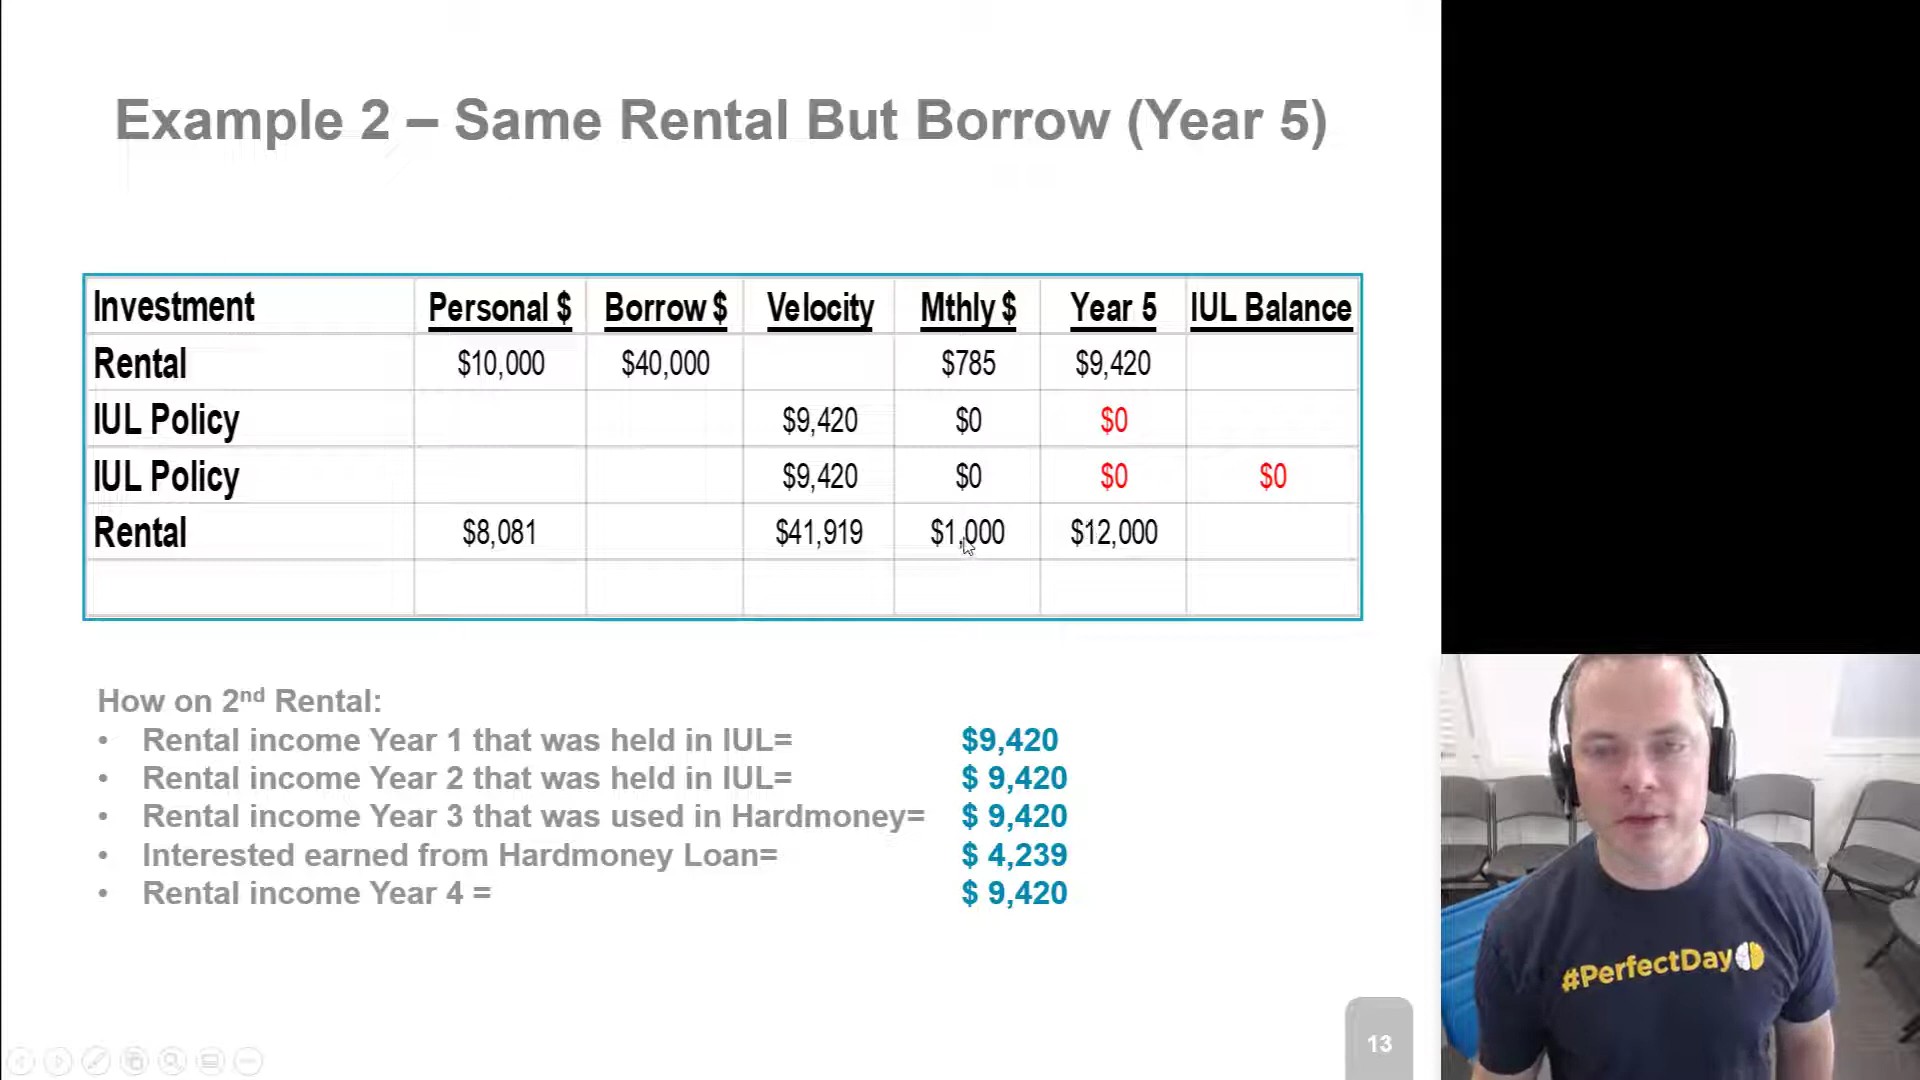 Example 2 – Same Rental But Borrow (Year 5)
Investment Personal $ Borrow $ Velocity Mthly $ Year 5 IUL Balance
Rental $10,000 $40,000 $785 $9,420
IUL Policy $9,420 $0 $0
IUL Policy $9,420 $0 $0 $0
Rental $8,081 $41,919 $1,000 $12,000
How on 2nd Rental:
• Rental income Year 1 that was held in IUL= $9,420
• Rental income Year 2 that was held in IUL= $ 9,420
• Rental income Year 3 that was used in Hardmoney= $ 9,420
• Interested earned from Hardmoney Loan= $ 4,239
• Rental income Year 4 = $ 9,420
#PerfectDay
13